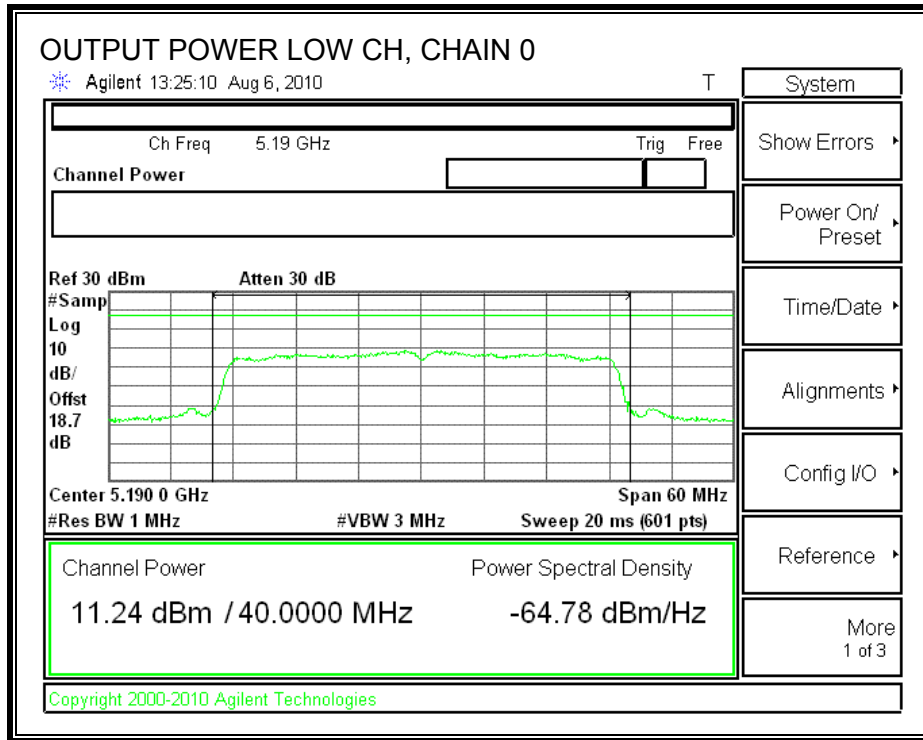 OUTPUT POWER LOW CH, CHAIN 0
Agilent 13:25:10 Aug 6, 2010 T
System
Ch Freq 5.19 GHz Trig Free
Channel Power
Show Errors
Power On/
Preset
Ref 30 dBm Atten 30 dB
#Samp
Log
10
dB/
Offst
18.7
dB
Time/Date
Alignments
Center 5.190 0 GHz Span 60 MHz
#Res BW 1 MHz #VBW 3 MHz Sweep 20 ms (601 pts)
Config I/O
Channel Power Power Spectral Density
11.24 dBm / 40.0000 MHz -64.78 dBm/Hz
Reference
More
1 of 3
Copyright 2000-2010 Agilent Technologies